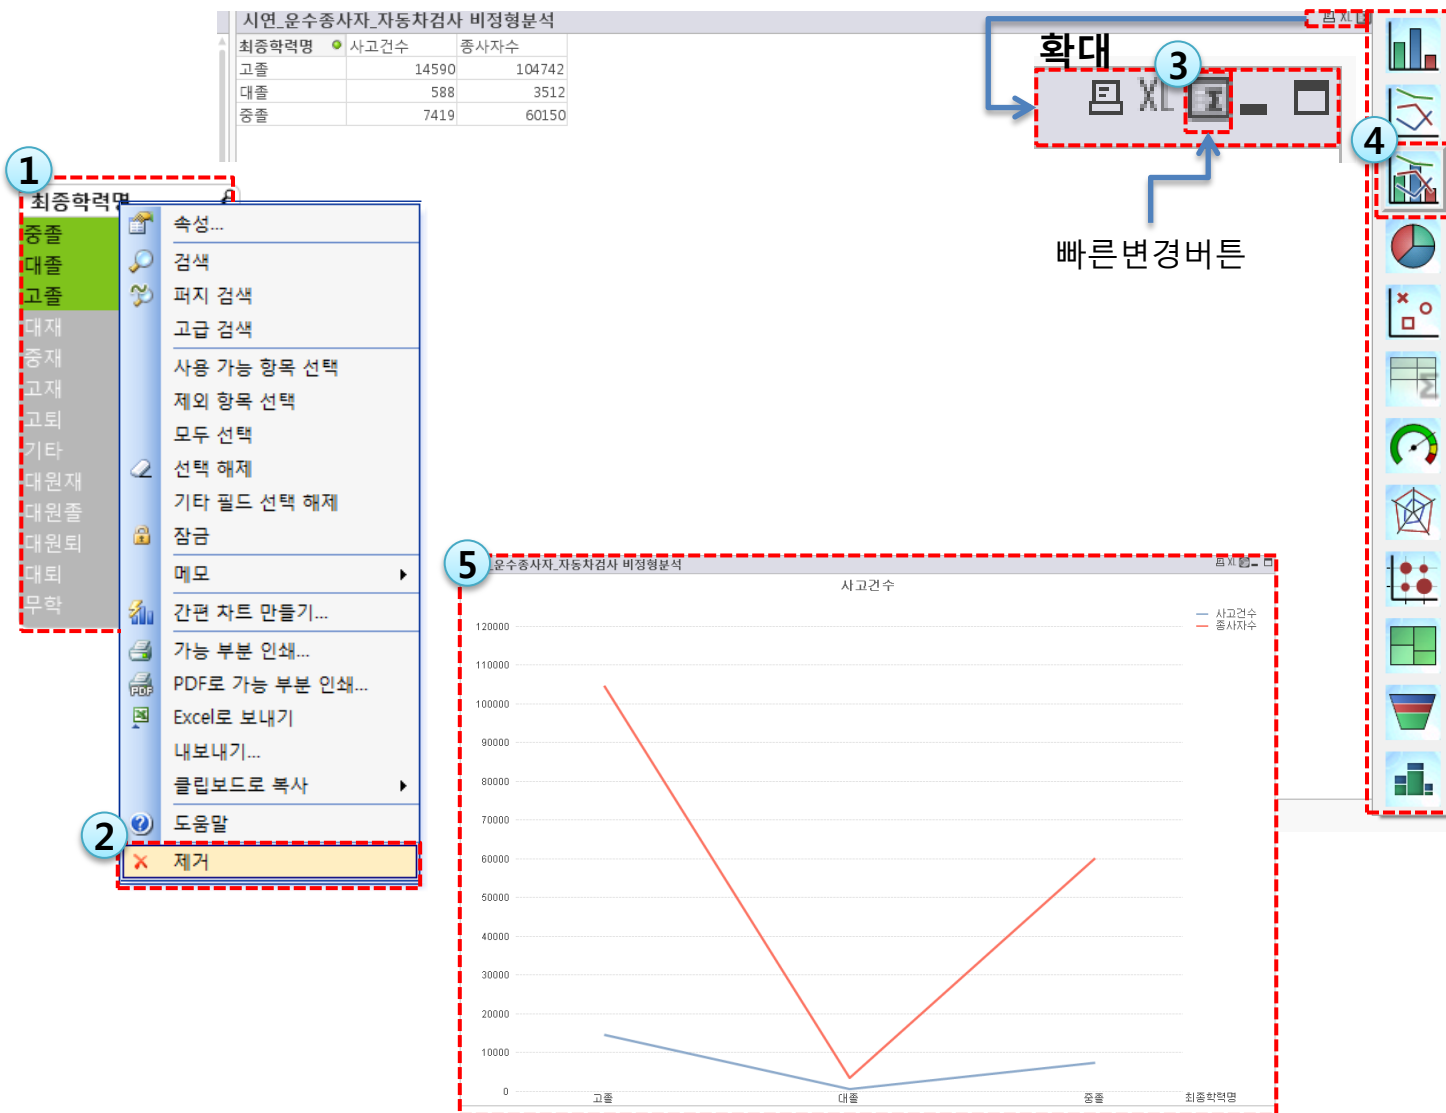 시연_운수종사자_자동차검사 비정형분석
XL
최종학력명 사고건수 종사자수
고졸 14590 104742
대졸 588 3512
중졸 7419 60150
확대
3
XL
빠른변경버튼
4
1
최종학력명
중졸
대졸
고졸
대재
중재
고재
고퇴
기타
대원재
대원졸
대원퇴
대퇴
무학
속성...
검색
퍼지 검색
고급 검색
사용 가능 항목 선택
제외 항목 선택
모두 선택
선택 해제
기타 필드 선택 해제
잠금
메모
간편 차트 만들기...
가능 부분 인쇄...
PDF로 가능 부분 인쇄...
Excel로 보내기
내보내기...
클립보드로 복사
도움말
2
제거
5
_운수종사자_자동차검사 비정형분석
XL
사고건수
사고건수
종사자수
120000
110000
100000
90000
80000
70000
60000
50000
40000
30000
20000
10000
0
고졸 대졸 중졸 최종학력명